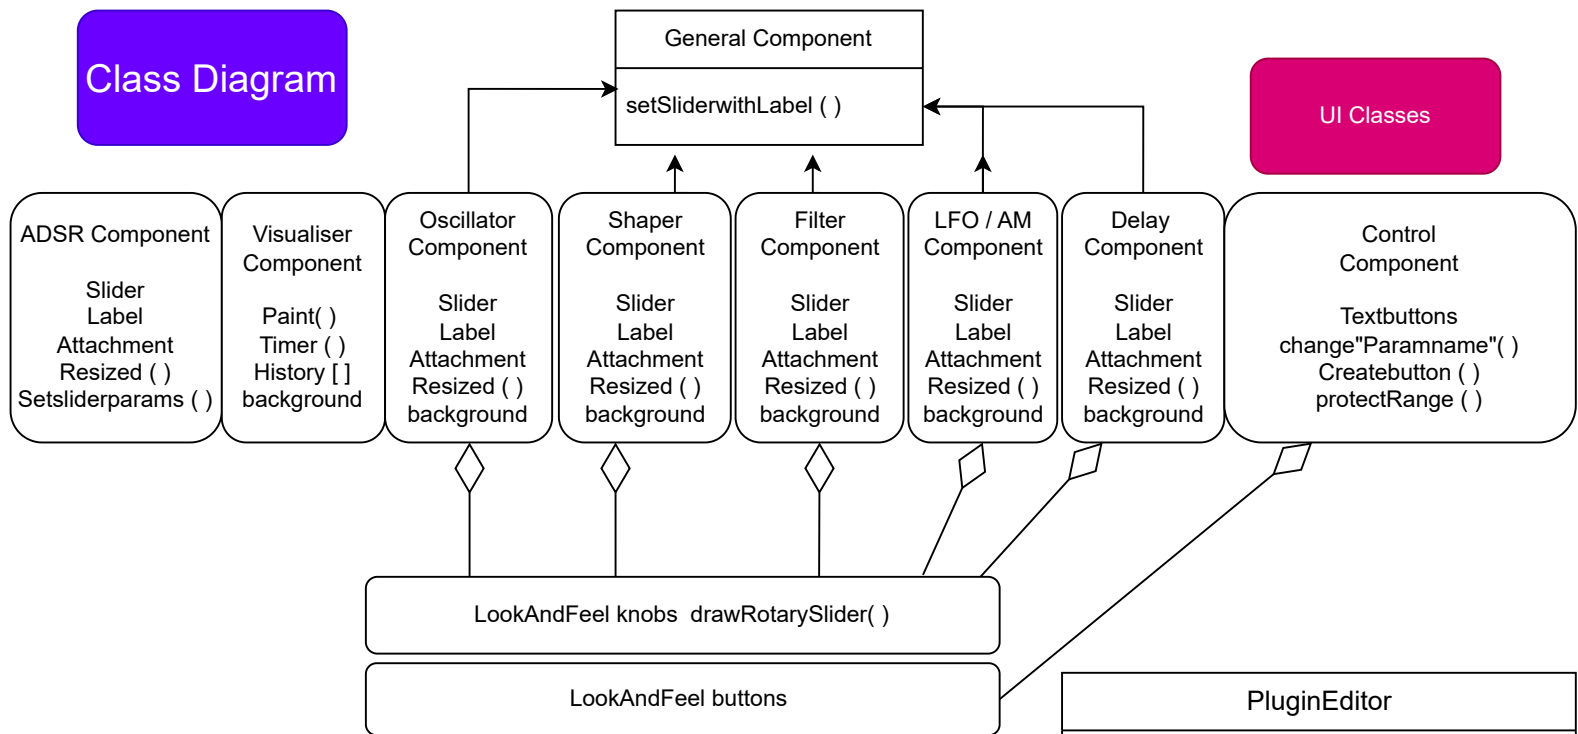 Class Diagram
General Component
setSliderwithLabel ( )
UI Classes
ADSR Component
Slider
Label
Attachment
Resized ( )
Setsliderparams ( )
Visualiser
Component
Paint( )
Timer ( )
History [ ]
background
Oscillator
Component
Slider
Label
Attachment
Resized ( )
background
Shaper
Component
Slider
Label
Attachment
Resized ( )
background
Filter
Component
Slider
Label
Attachment
Resized ( )
background
LFO / AM
Component
Slider
Label
Attachment
Resized ( )
background
Delay
Component
Slider
Label
Attachment
Resized ( )
background
Control
Component
Textbuttons
change"Paramname"( )
Createbutton ( )
protectRange ( )
LookAndFeel knobs  drawRotarySlider( )
LookAndFeel buttons
PluginEditor